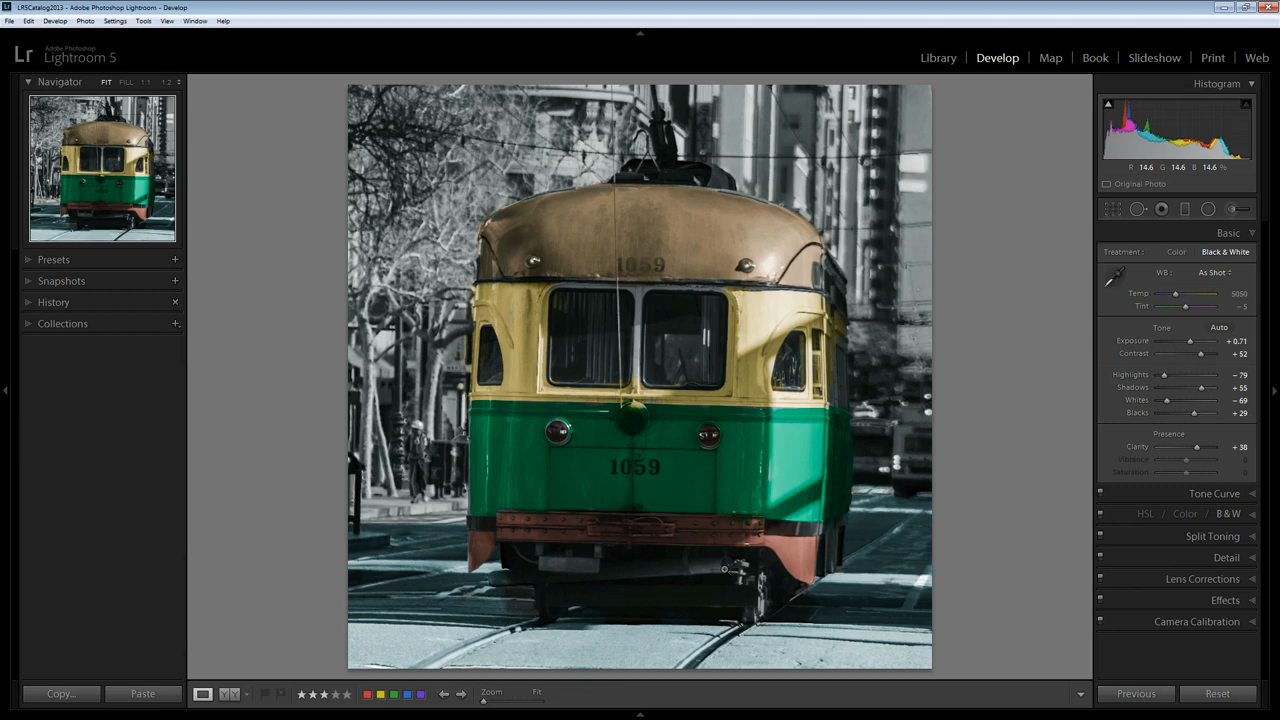 LRSCatalog2013 - Adobe Photoshop Lightroom - Develop
File Edit Develop Photo Settings Tools View Window Help
Lr Adobe Photoshop
Lightroom 5
Library | Develop | Map | Book | Slideshow | Print | Web
Navigator FIT FILL 1:1 1:2
Presets
Snapshots
History
Collections
Copy... Paste
1059
STOP STOP
1059
Zoom Fit
Histogram
R 14.6 G 14.6 B 14.6 %
Original Photo
Basic
Treatment : Color Black & White
WB : As Shot
Temp 5050
Tint - 5
Tone Auto
Exposure + 0.71
Contrast + 52
Highlights − 79
Shadows + 55
Whites − 69
Blacks + 29
Presence
Clarity + 38
Vibrance 0
Saturation 0
Tone Curve
HSL / Color / B & W
Split Toning
Detail
Lens Corrections
Effects
Camera Calibration
Previous Reset